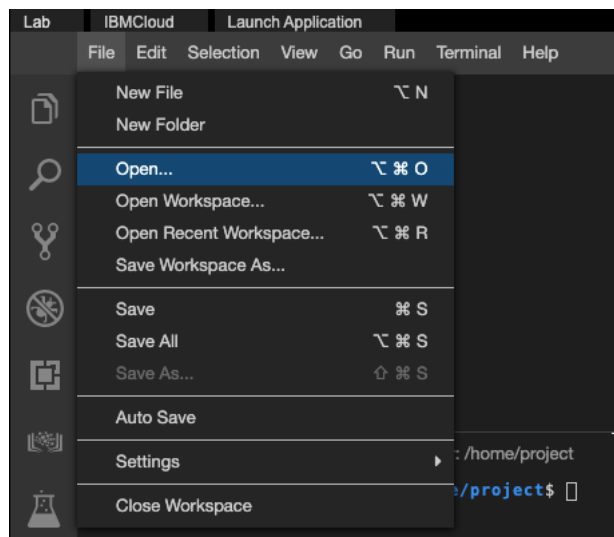 Lab IBMCloud Launch Application
File Edit Selection View Go Run Terminal Help
New File ⌥ N
New Folder
Open... ⌥ ⌘ O
Open Workspace... ⌥ ⌘ W
Open Recent Workspace... ⌥ ⌘ R
Save Workspace As...
Save ⌘ S
Save All ⌥ ⌘ S
Save As... ⇧ ⌘ S
Auto Save
Settings
: /home/project
e/project$
Close Workspace